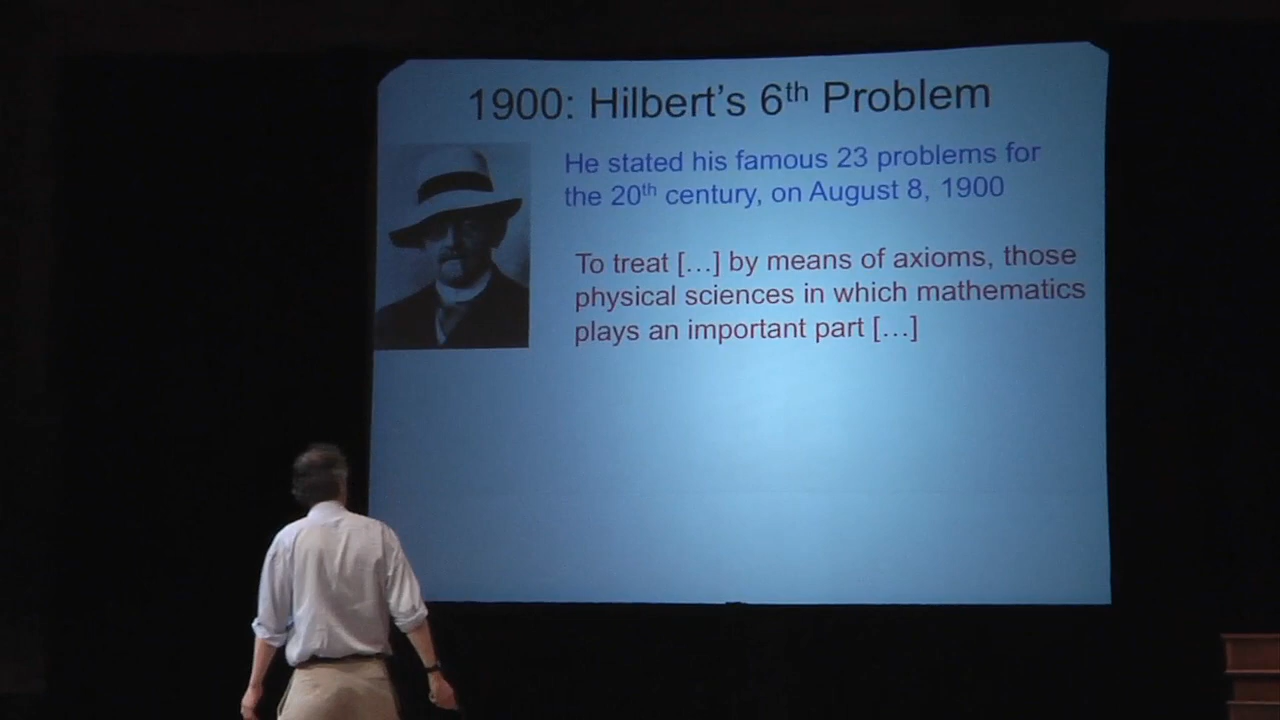 1900: Hilbert's 6th Problem
He stated his famous 23 problems for
the 20th century, on August 8, 1900
To treat […] by means of axioms, those
physical sciences in which mathematics
plays an important part […]